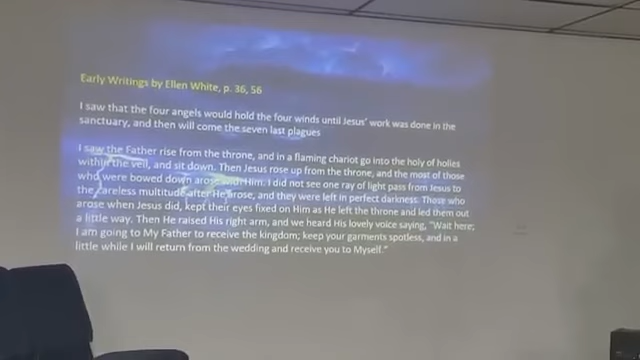 Early Writings by Ellen White, p. 36, 56
I saw that the four angels would hold the four winds until Jesus' work was done in the
sanctuary, and then will come the seven last plagues
I saw the Father rise from the throne, and in a flaming chariot go into the holy of holies
within the veil, and sit down. Then Jesus rose up from the throne, and the most of those
who were bowed down arose with Him. I did not see one ray of light pass from Jesus to
the careless multitude after He arose, and they were left in perfect darkness. Those who
arose when Jesus did, kept their eyes fixed on Him as He left the throne and led them out
a little way. Then He raised His right arm, and we heard His lovely voice saying, "Wait here;
I am going to My Father to receive the kingdom; keep your garments spotless, and in a
little while I will return from the wedding and receive you to Myself."